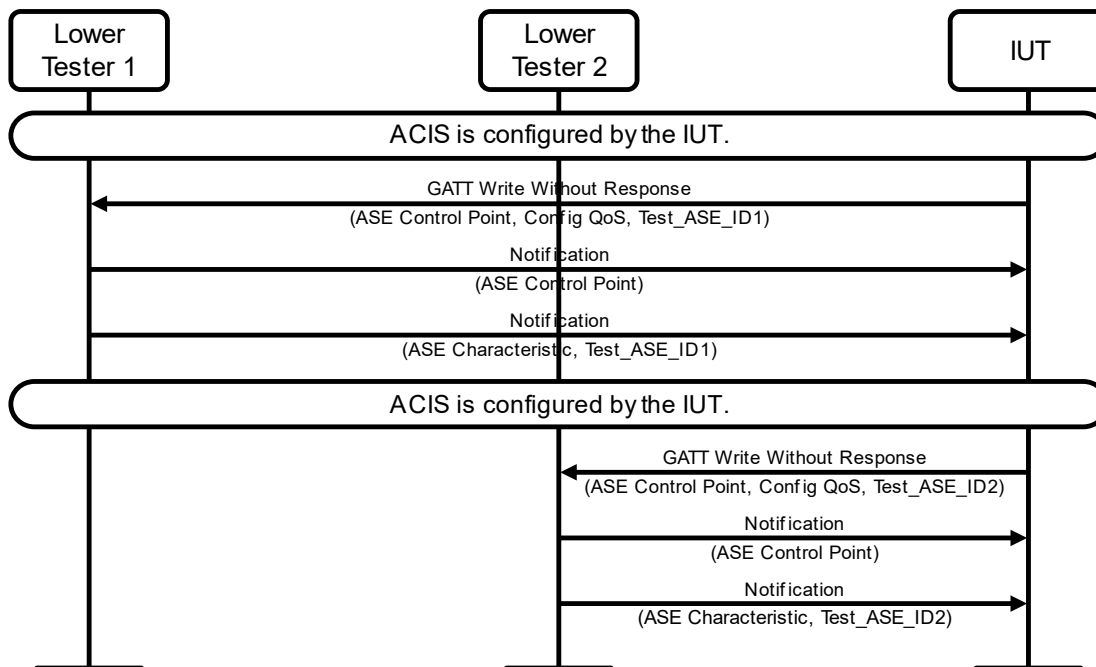 Lower
Tester 1
Lower
Tester 2
IUT
ACIS is configured by the IUT.
GATT Write Without Response
(ASE Control Point, Config QoS, Test_ASE_ID1)
Notification
(ASE Control Point)
Notification
(ASE Characteristic, Test_ASE_ID1)
ACIS is configured by the IUT.
GATT Write Without Response
(ASE Control Point, Config QoS, Test_ASE_ID2)
Notification
(ASE Control Point)
Notification
(ASE Characteristic, Test_ASE_ID2)